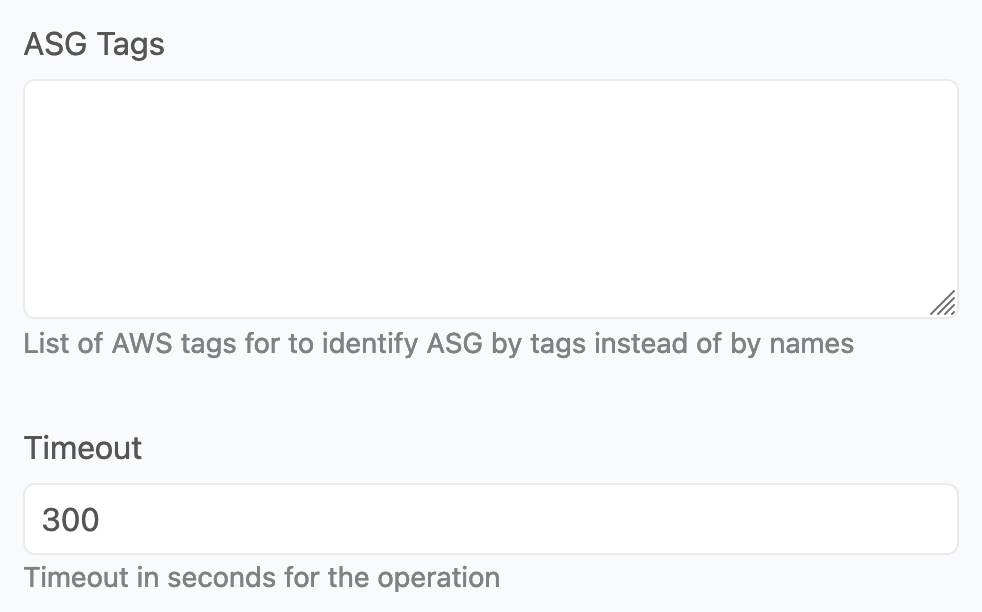 ASG Tags
List of AWS tags for to identify ASG by tags instead of by names
Timeout
300
Timeout in seconds for the operation